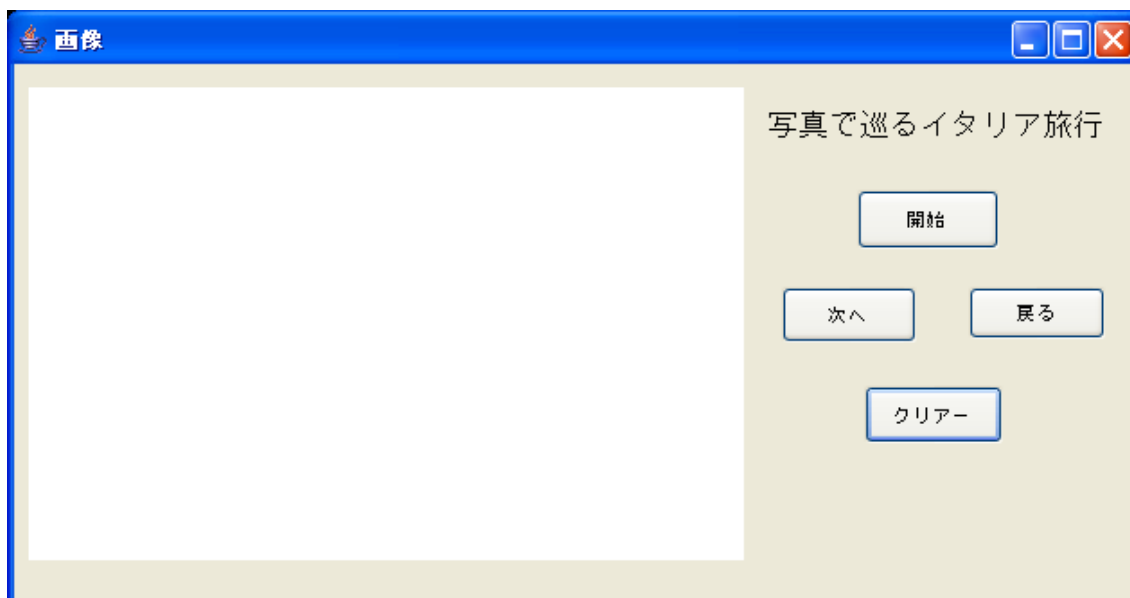 画像
写真で巡るイタリア旅行
開始
次へ
戻る
クリアー